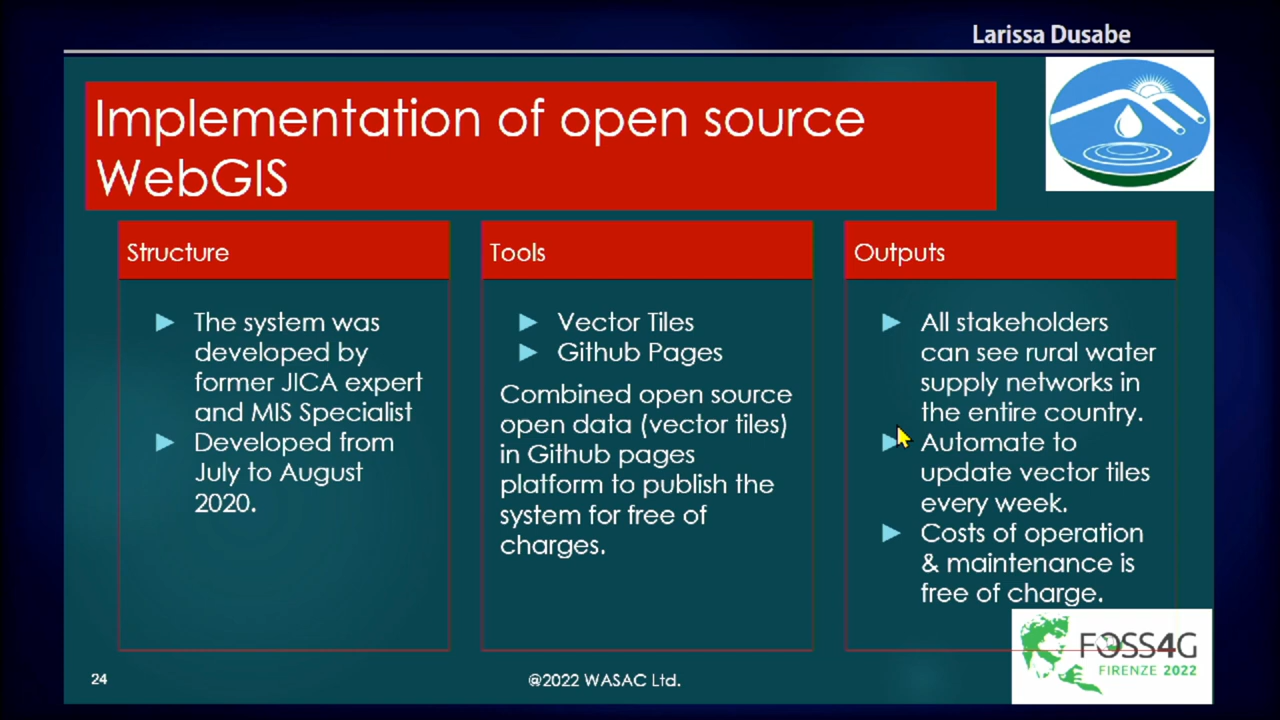 Larissa Dusabe
Implementation of open source
WebGIS
Structure
The system was
developed by
former JICA expert
and MIS Specialist
Developed from
July to August
2020.
Tools
Vector Tiles
Github Pages
Combined open source
open data (vector tiles)
in Github pages
platform to publish the
system for free of
charges.
Outputs
All stakeholders
can see rural water
supply networks in
the entire country.
Automate to
update vector tiles
every week.
Costs of operation
& maintenance is
free of charge.
FOSS4G
FIRENZE 2022
24
@2022 WASAC Ltd.